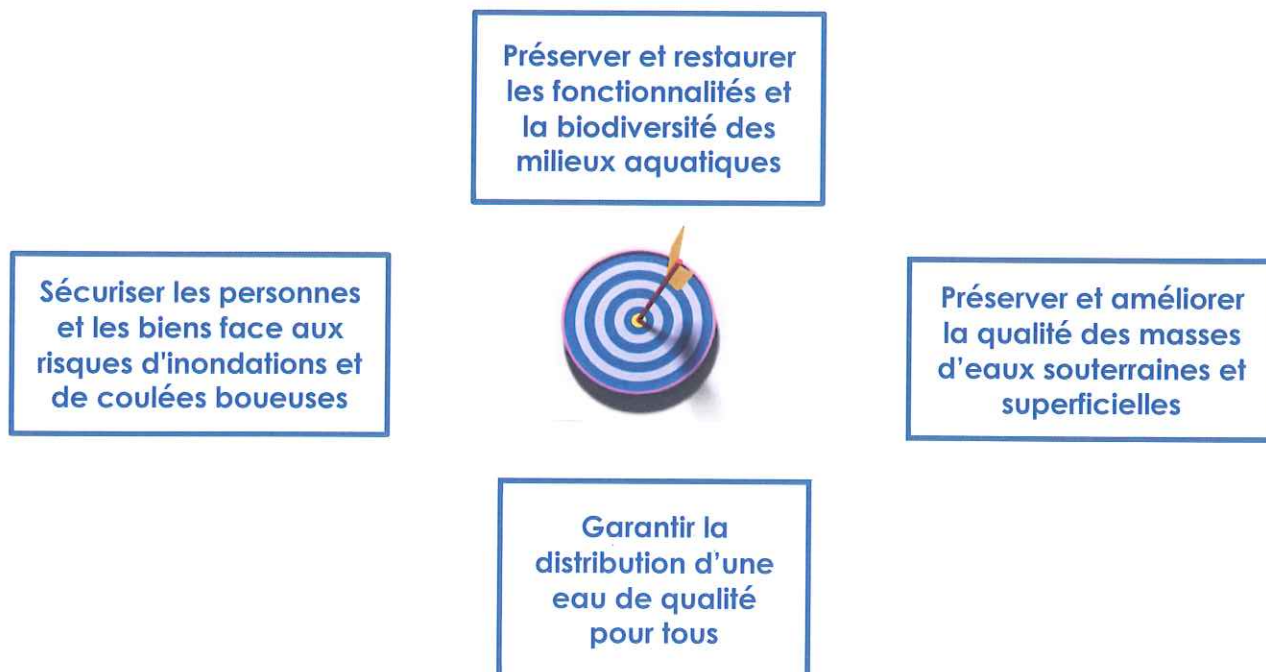 Préserver et restaurer
les fonctionnalités et
la biodiversité des
milieux aquatiques
Sécuriser les personnes
et les biens face aux
risques d'inondations et
de coulées boueuses
Préserver et améliorer
la qualité des masses
d’eaux souterraines et
superficielles
Garantir la
distribution d’une
eau de qualité
pour tous